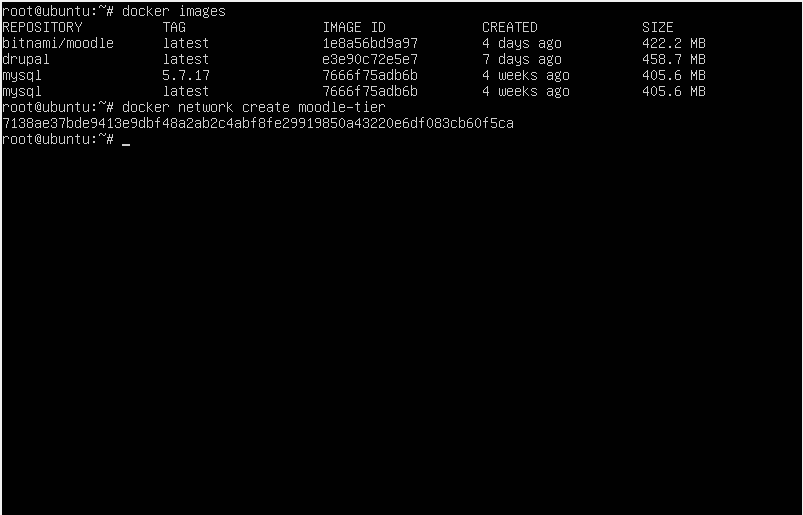 root@ubuntu:~# docker images
REPOSITORY TAG IMAGE ID CREATED SIZE
bitnami/moodle latest 1e8a56bd9a97 4 days ago 422.2 MB
drupal latest e3e90c72e5e7 7 days ago 458.7 MB
mysql 5.7.17 7666f75adb6b 4 weeks ago 405.6 MB
mysql latest 7666f75adb6b 4 weeks ago 405.6 MB
root@ubuntu:~# docker network create moodle-tier
7138ae37bde9413e9dbf48a2ab2c4abf8fe29919850a43220e6df083cb60f5ca
root@ubuntu:~# _